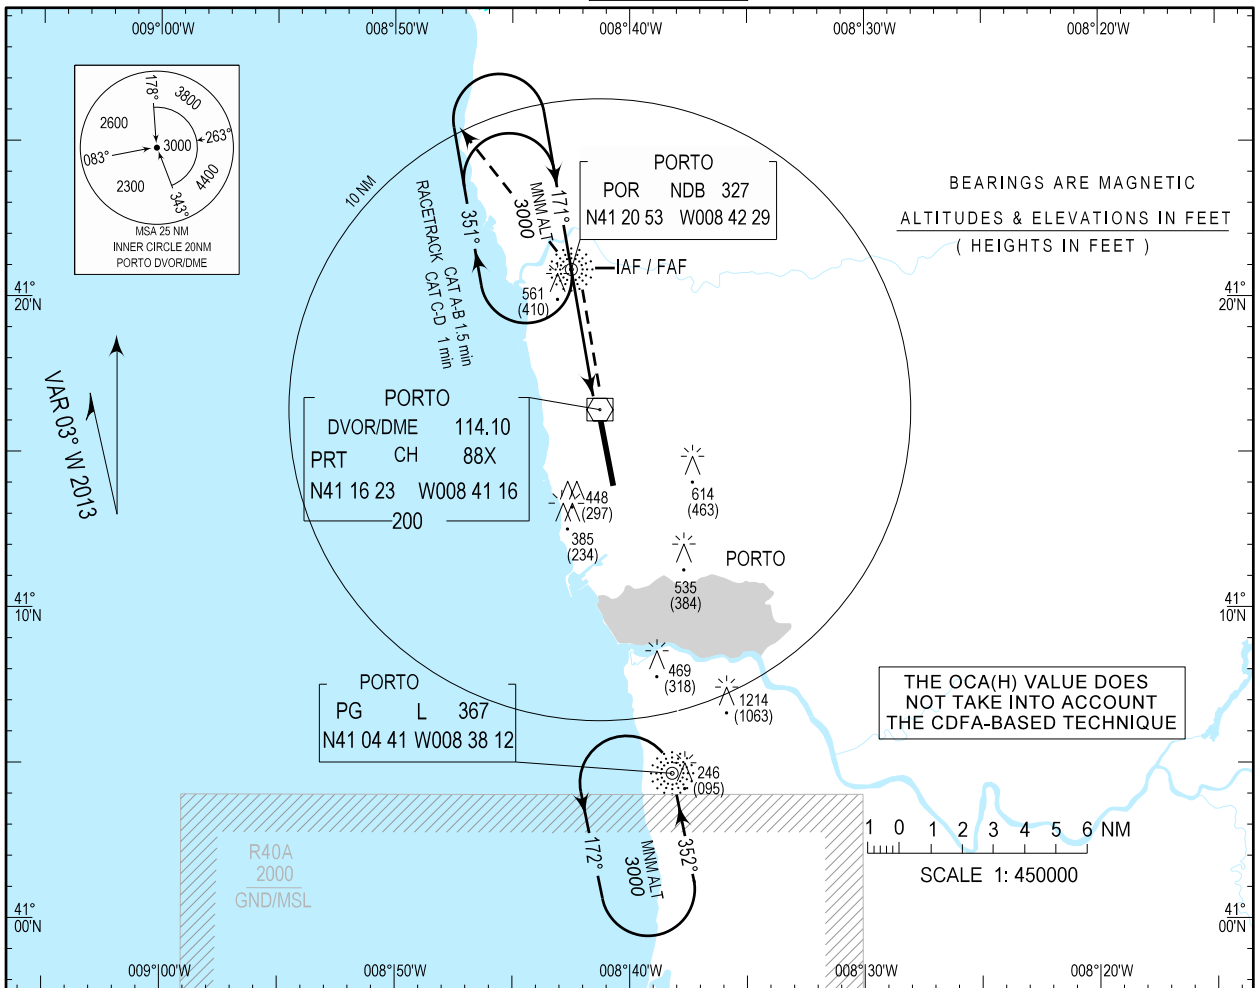 009°00'W
008°50'W
008°40'W
008°30'W
008°20'W
178°
3800
2600
3000
263°
083°
2300
4400
343°
MSA 25 NM
INNER CIRCLE 20NM
PORTO DVOR/DME
10 NM
PORTO
POR NDB 327
N41 20 53 W008 42 29
BEARINGS ARE MAGNETIC
ALTITUDES & ELEVATIONS IN FEET
( HEIGHTS IN FEET )
171°
MNM ALT
3000
351°
RACETRACK CAT A-B 1.5 min
CAT C-D 1 min
IAF / FAF
561
(410)
41°
20'N
41°
20'N
VAR 03° W 2013
PORTO
DVOR/DME 114.10
PRT CH 88X
N41 16 23 W008 41 16
200
448
(297)
385
(234)
614
(463)
535
(384)
PORTO
41°
10'N
41°
10'N
469
(318)
1214
(1063)
THE OCA(H) VALUE DOES
NOT TAKE INTO ACCOUNT
THE CDFA-BASED TECHNIQUE
PORTO
PG L 367
N41 04 41 W008 38 12
246
(095)
R40A
2000
GND/MSL
172°
MNM ALT
3000
352°
1 0 1 2 3 4 5 6 NM
SCALE 1: 450000
41°
00'N
41°
00'N
009°00'W
008°50'W
008°40'W
008°30'W
008°20'W